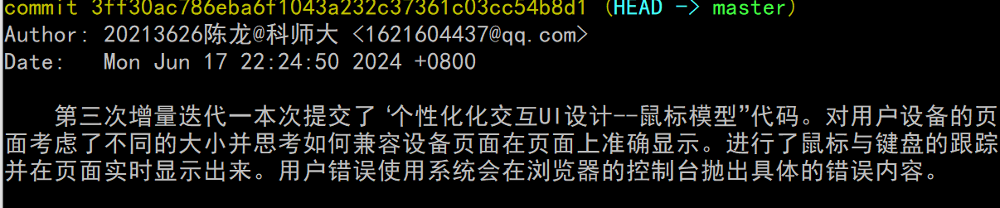 commit 3ff30ac786eba6f1043a232c37361c03cc54b8d1 (HEAD -> master)
Author: 20213626陈龙@科师大 <1621604437@qq.com>
Date:   Mon Jun 17 22:24:50 2024 +0800
第三次增量迭代一本次提交了‘个性化化交互UI设计--鼠标模型”代码。对用户设备的页
面考虑了不同的大小并思考如何兼容设备页面在页面上准确显示。进行了鼠标与键盘的跟踪
并在页面实时显示出来。用户错误使用系统会在浏览器的控制台抛出具体的错误内容。